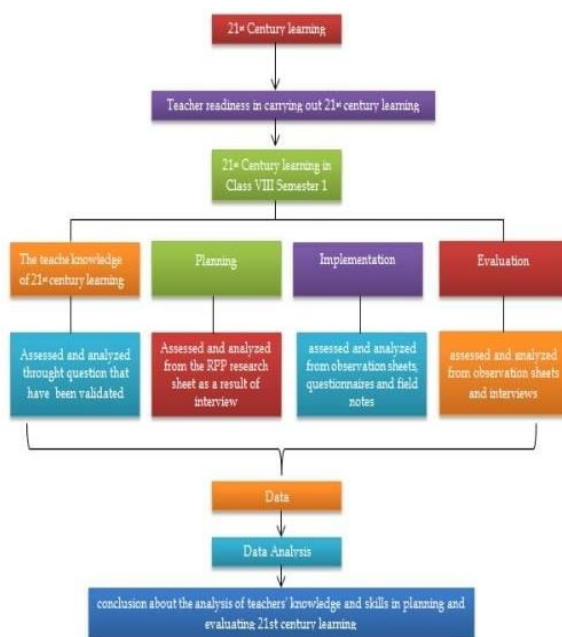 21st Century learning
Teacher readiness in carrying out 21st century learning
21st Century learning in
Class VIII Semester 1
The teache knowledge
of 21st century learning
Planning
Implementation
Evaluation
Assessed and analyzed
throught question that
have been validated
Assessed and analyzed
from the RPP research
sheet as a result of
interview
assessed and analyzed
from observation sheets,
questionnaires and field
notes
assessed and analyzed
from observation sheets
and interviews
Data
Data Analysis
conclusion about the analysis of teachers' knowledge and skills in planning and
evaluating 21st century learning